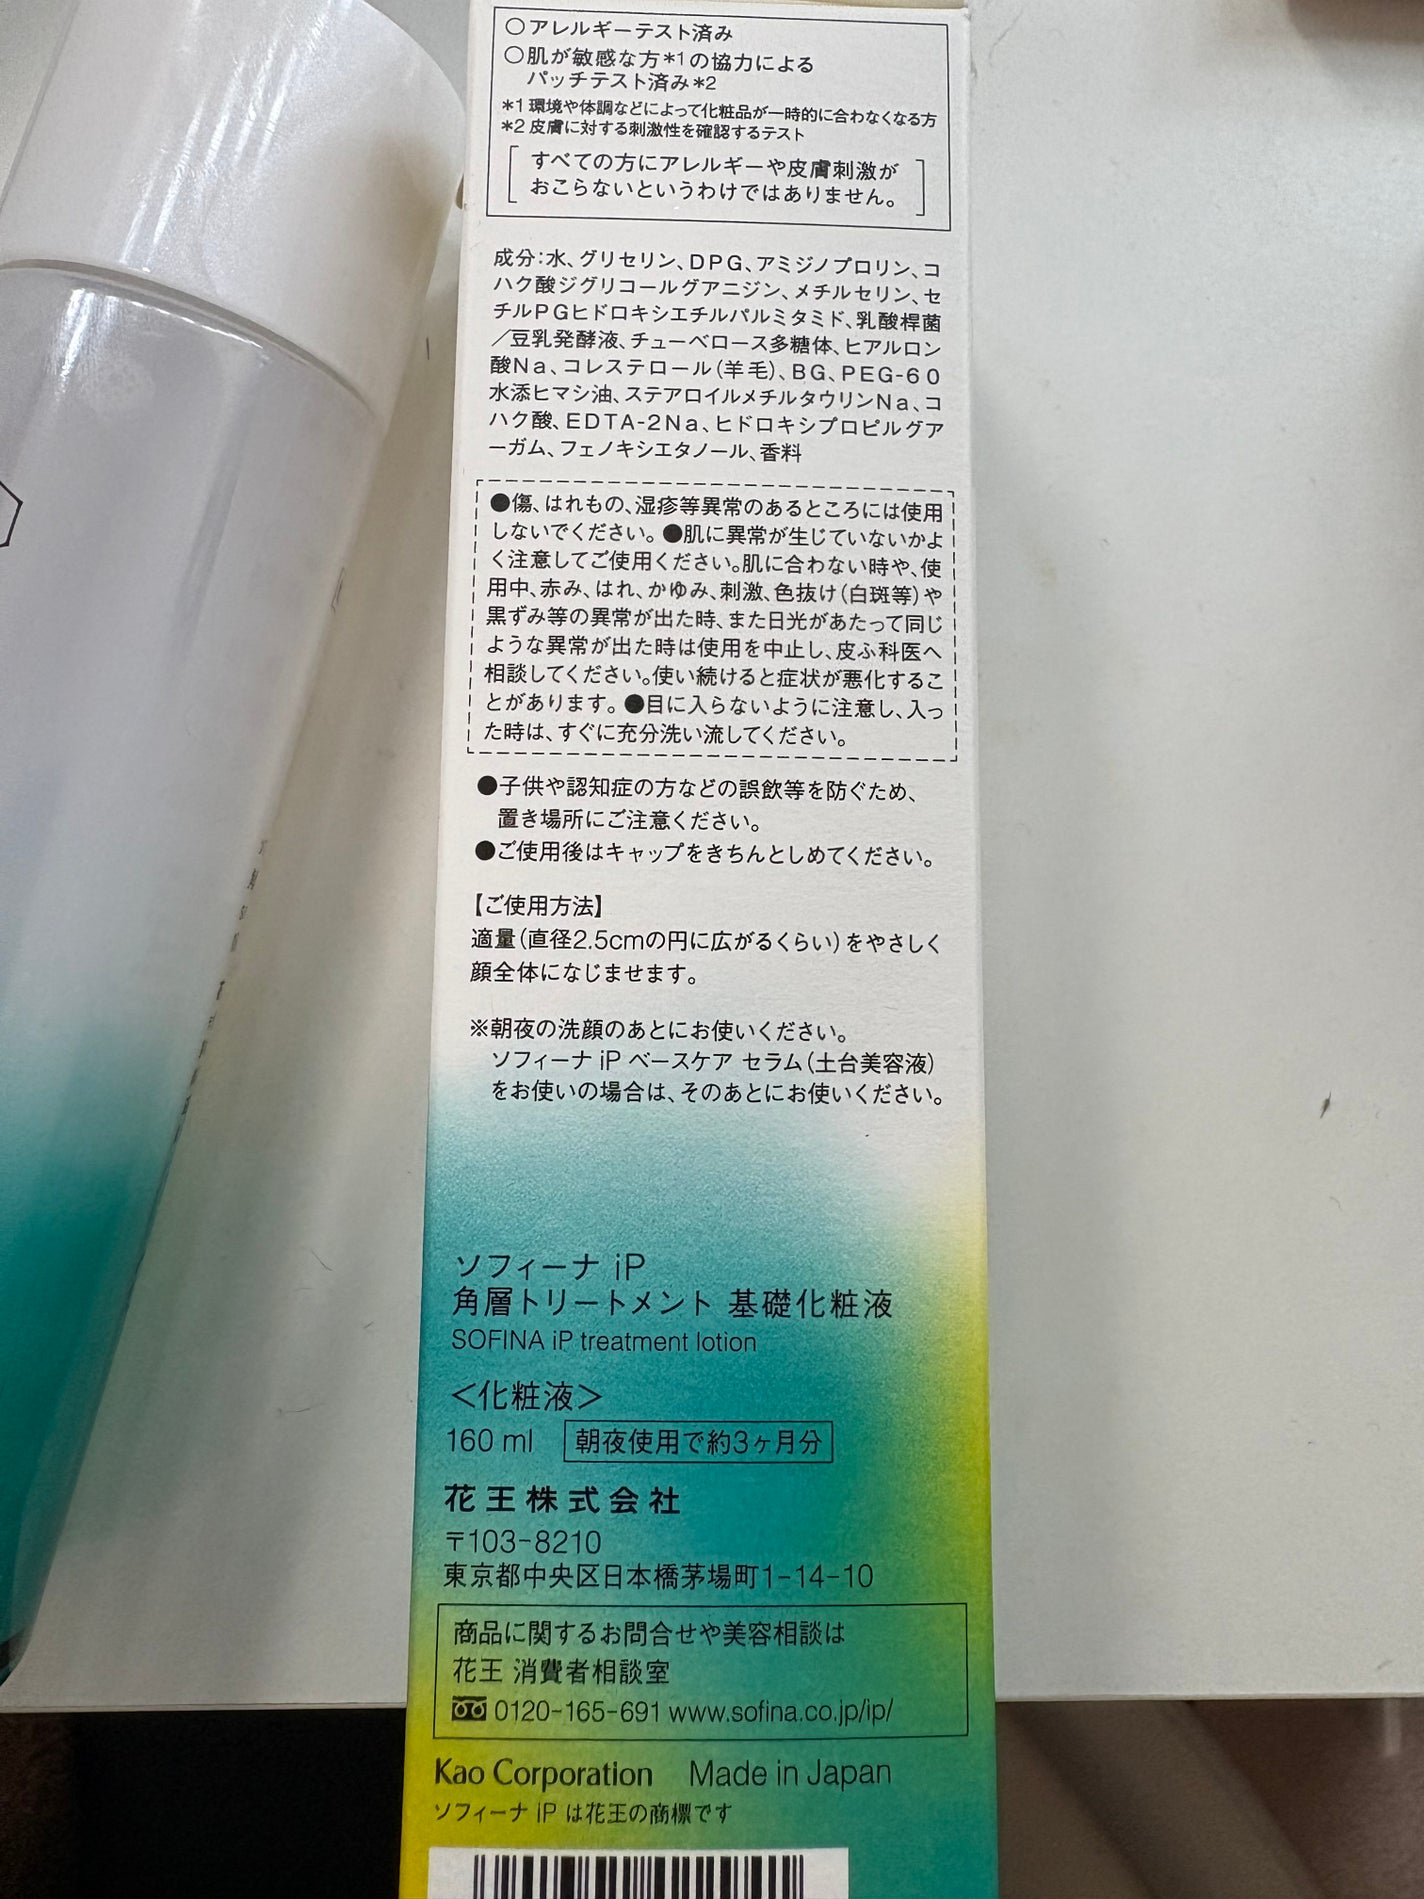 ○アレルギーテスト済み
○肌が敏感な方*1の協力による
パッチテスト済み*2
*1 環境や体調などによって化粧品が一時的に合わなくなる方
*2 皮膚に対する刺激性を確認するテスト
すべての方にアレルギーや皮膚刺激が
おこらないというわけではありません。
成分:水、グリセリン、DPG、アミジノプロリン、コ
ハク酸ジグリコールグアニジン、メチルセリン、セ
チルPGヒドロキシエチルパルミタミド、乳酸桿菌
/豆乳発酵液、チューベロース多糖体、ヒアルロン
酸Na、コレステロール(羊毛)、BG、PEG-60
水添ヒマシ油、ステアロイルメチルタウリンNa、コ
ハク酸、EDTA-2Na、ヒドロキシプロピルグア
ーガム、フェノキシエタノール、香料
●傷、はれもの、湿疹等異常のあるところには使用
しないでください。●肌に異常が生じていないかよ
く注意してご使用ください。肌に合わない時や、使
用中、赤み、はれ、かゆみ、刺激、色抜け(白斑等)や
黒ずみ等の異常が出た時、また日光があたって同じ
ような異常が出た時は使用を中止し、皮ふ科医へ
相談してください。使い続けると症状が悪化するこ
とがあります。●目に入らないように注意し、入っ
た時は、すぐに充分洗い流してください。
●子供や認知症の方などの誤飲等を防ぐため、
置き場所にご注意ください。
●ご使用後はキャップをきちんとしめてください。
【ご使用方法】
適量(直径2.5cmの円に広がるくらい)をやさしく
顔全体になじませます。
※朝夜の洗顔のあとにお使いください。
ソフィーナ iP ベースケア セラム(土台美容液)
をお使いの場合は、そのあとにお使いください。
ソフィーナ iP
角層トリートメント 基礎化粧液
SOFINA iP treatment lotion
<化粧液>
160 ml 朝夜使用で約3ヶ月分
花王株式会社
〒103-8210
東京都中央区日本橋茅場町1-14-10
商品に関するお問合せや美容相談は
花王 消費者相談室
0120-165-691 www.sofina.co.jp/ip/
Kao Corporation Made in Japan
ソフィーナ iP は花王の商標です